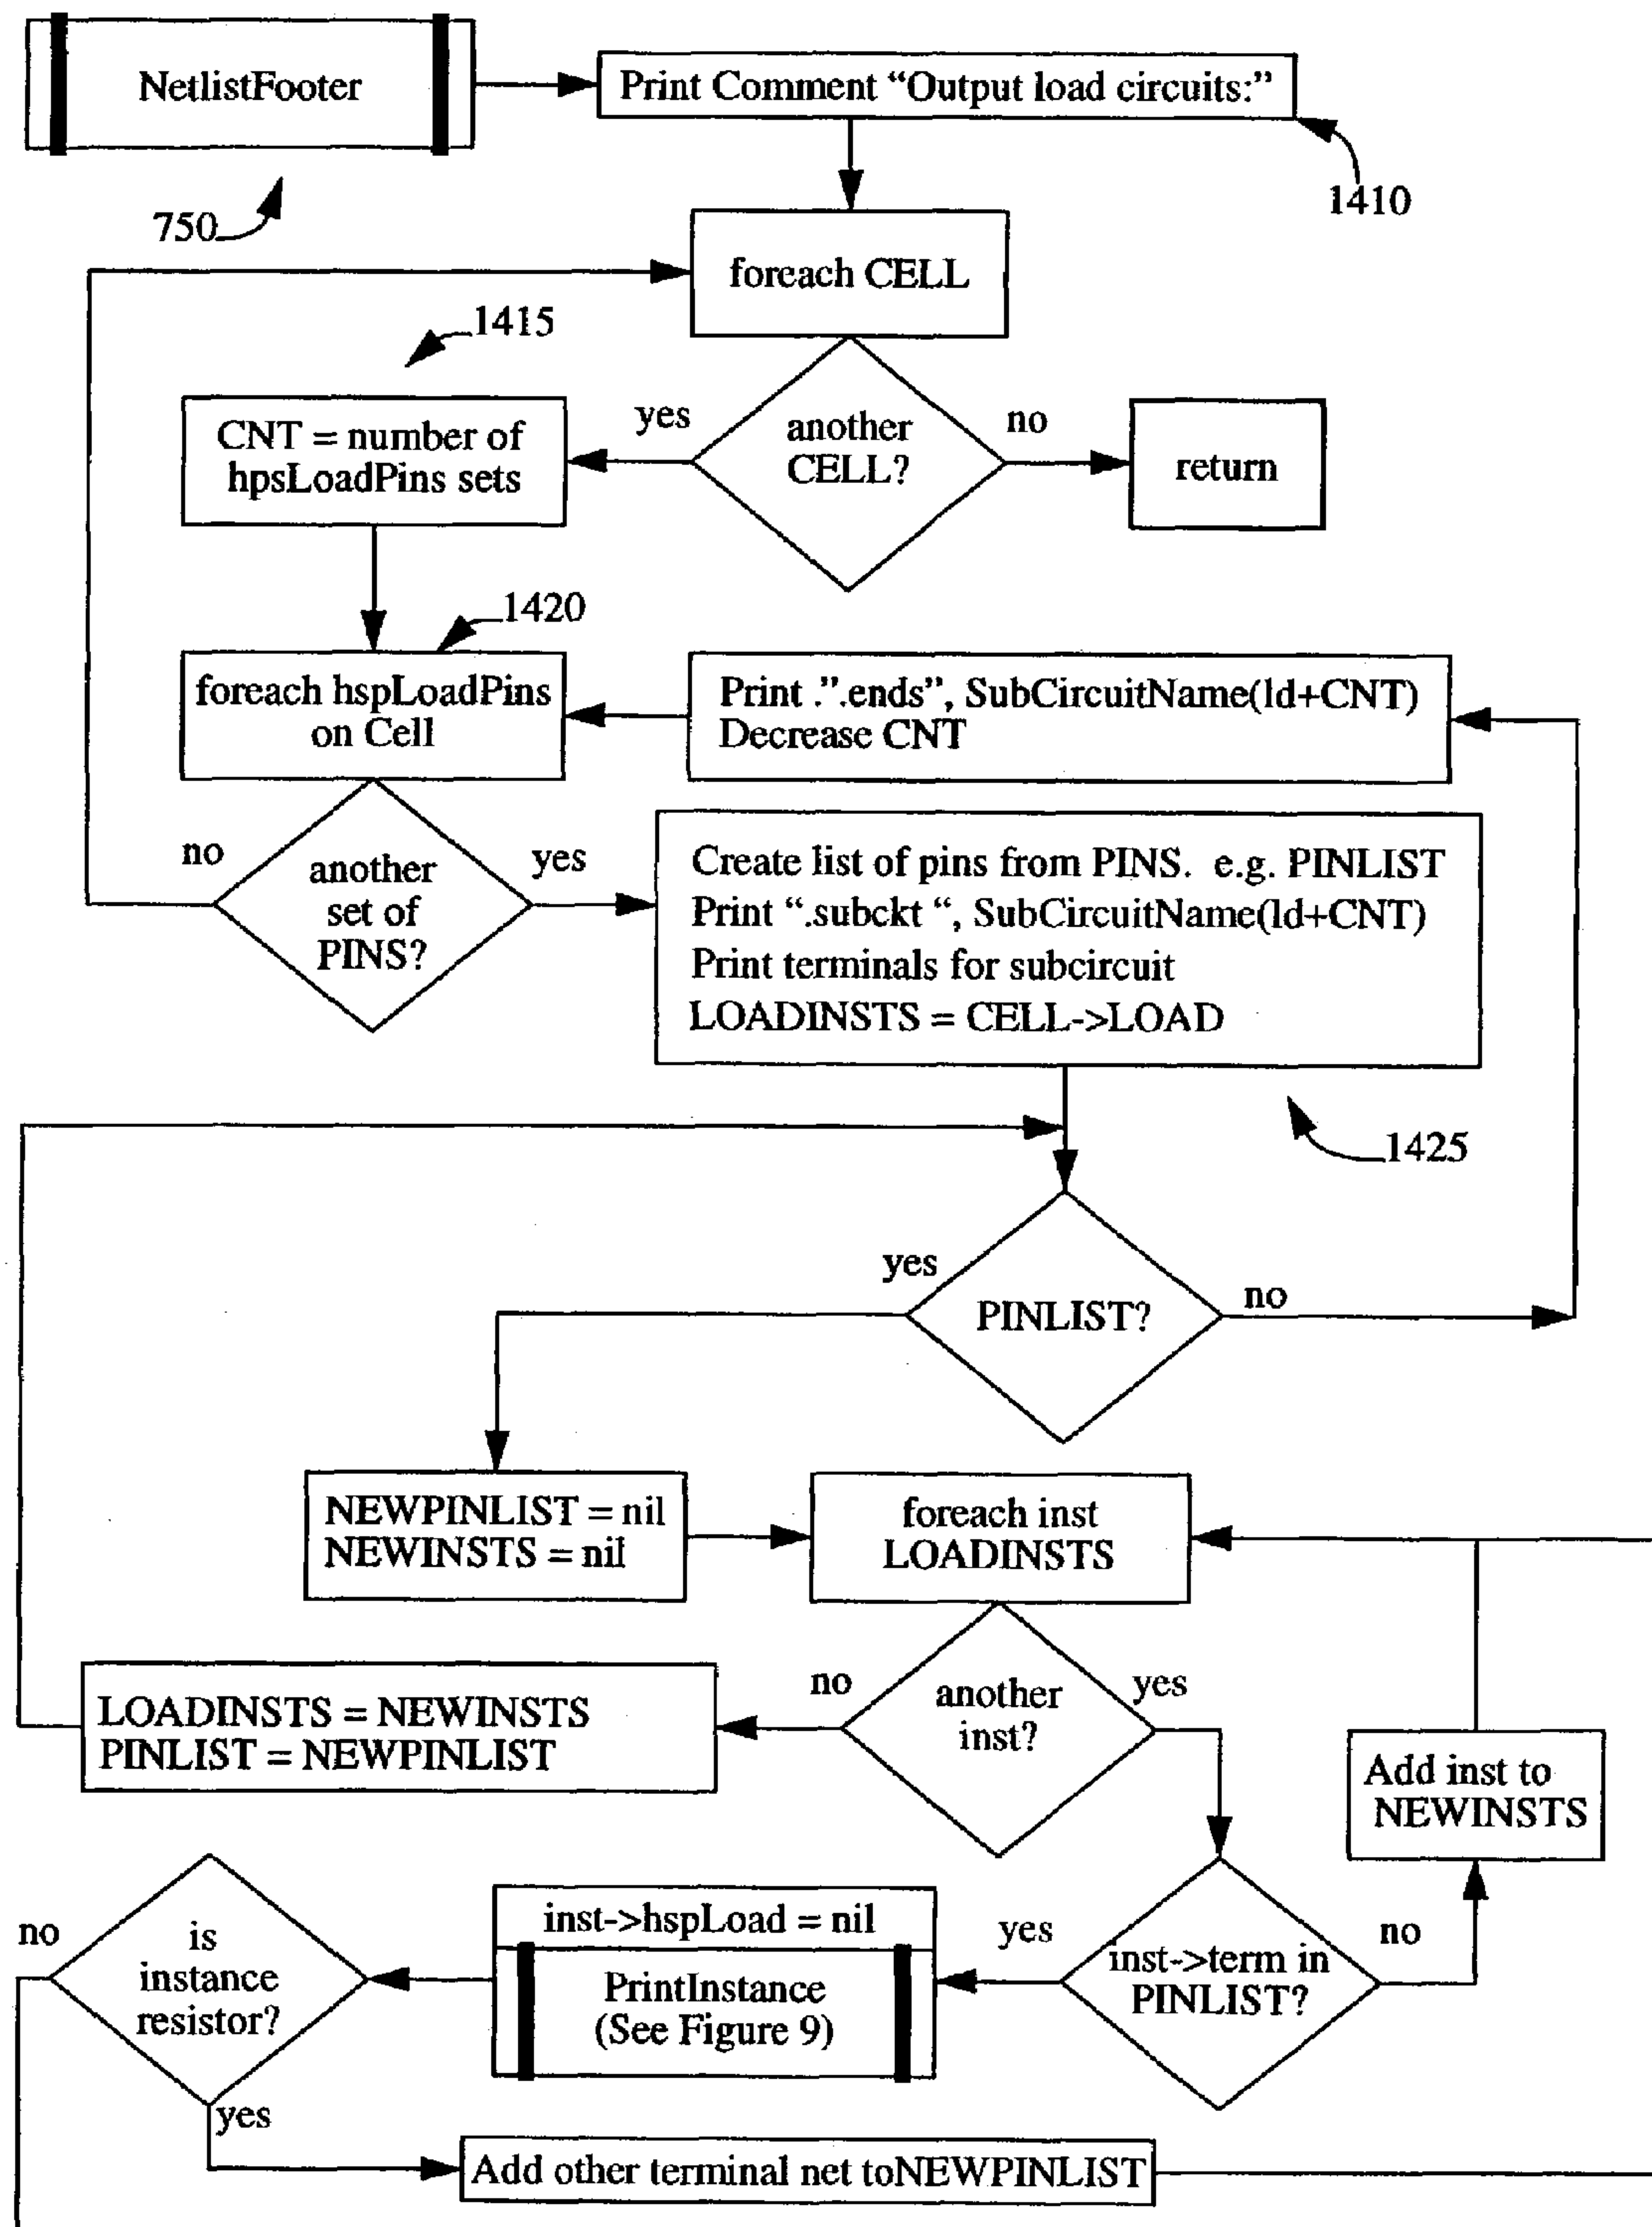 NetlistFooter
Print Comment “Output load circuits:”
1410
750
foreach CELL
1415
CNT = number of
hpsLoadPins sets
yes
another
CELL?
no
return
1420
foreach hspLoadPins
on Cell
Print .”.ends”, SubCircuitName(ld+CNT)
Decrease CNT
no
another
set of
PINS?
yes
Create list of pins from PINS. e.g. PINLIST
Print “.subckt “, SubCircuitName(ld+CNT)
Print terminals for subcircuit
LOADINSTS = CELL->LOAD
1425
yes
PINLIST?
no
NEWPINLIST = nil
NEWINSTS = nil
foreach inst
LOADINSTS
LOADINSTS = NEWINSTS
PINLIST = NEWPINLIST
no
another
inst?
yes
Add inst to
NEWINSTS
no
is
instance
resistor?
yes
inst->hspLoad = nil
PrintInstance
(See Figure 9)
yes
inst->term in
PINLIST?
no
Add other terminal net toNEWPINLIST